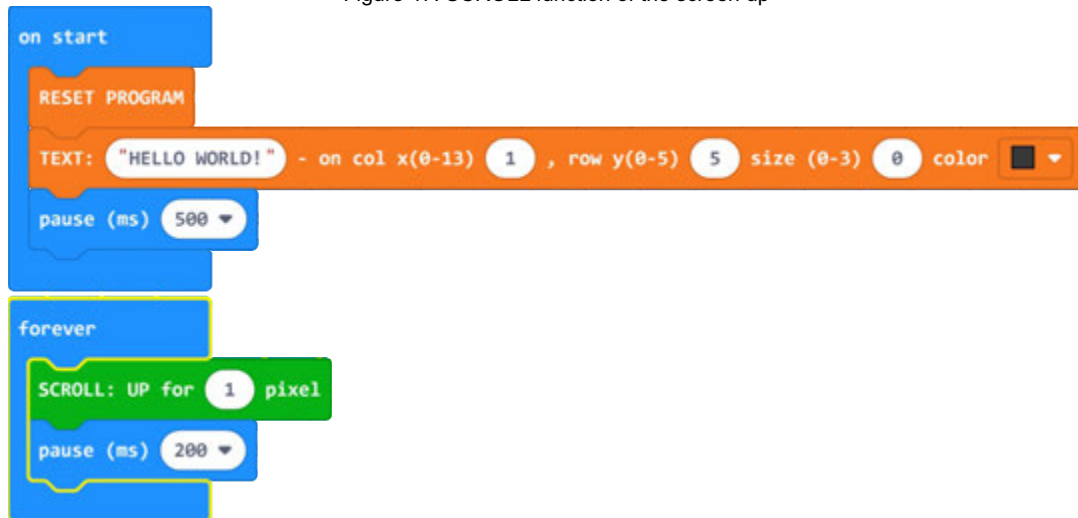 on start
RESET PROGRAM
TEXT: "HELLO WORLD!" - on col x(0-13) 1 , row y(0-5) 5 size (0-3) 0 color
pause (ms) 500
forever
SCROLL: UP for 1 pixel
pause (ms) 200